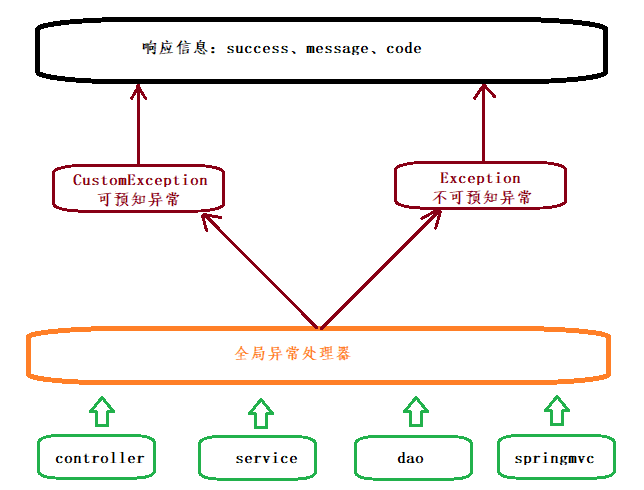 响应信息：success、message、code
CustomException
可预知异常
Exception
不可预知异常
全局异常处理器
controller
service
dao
springmvc